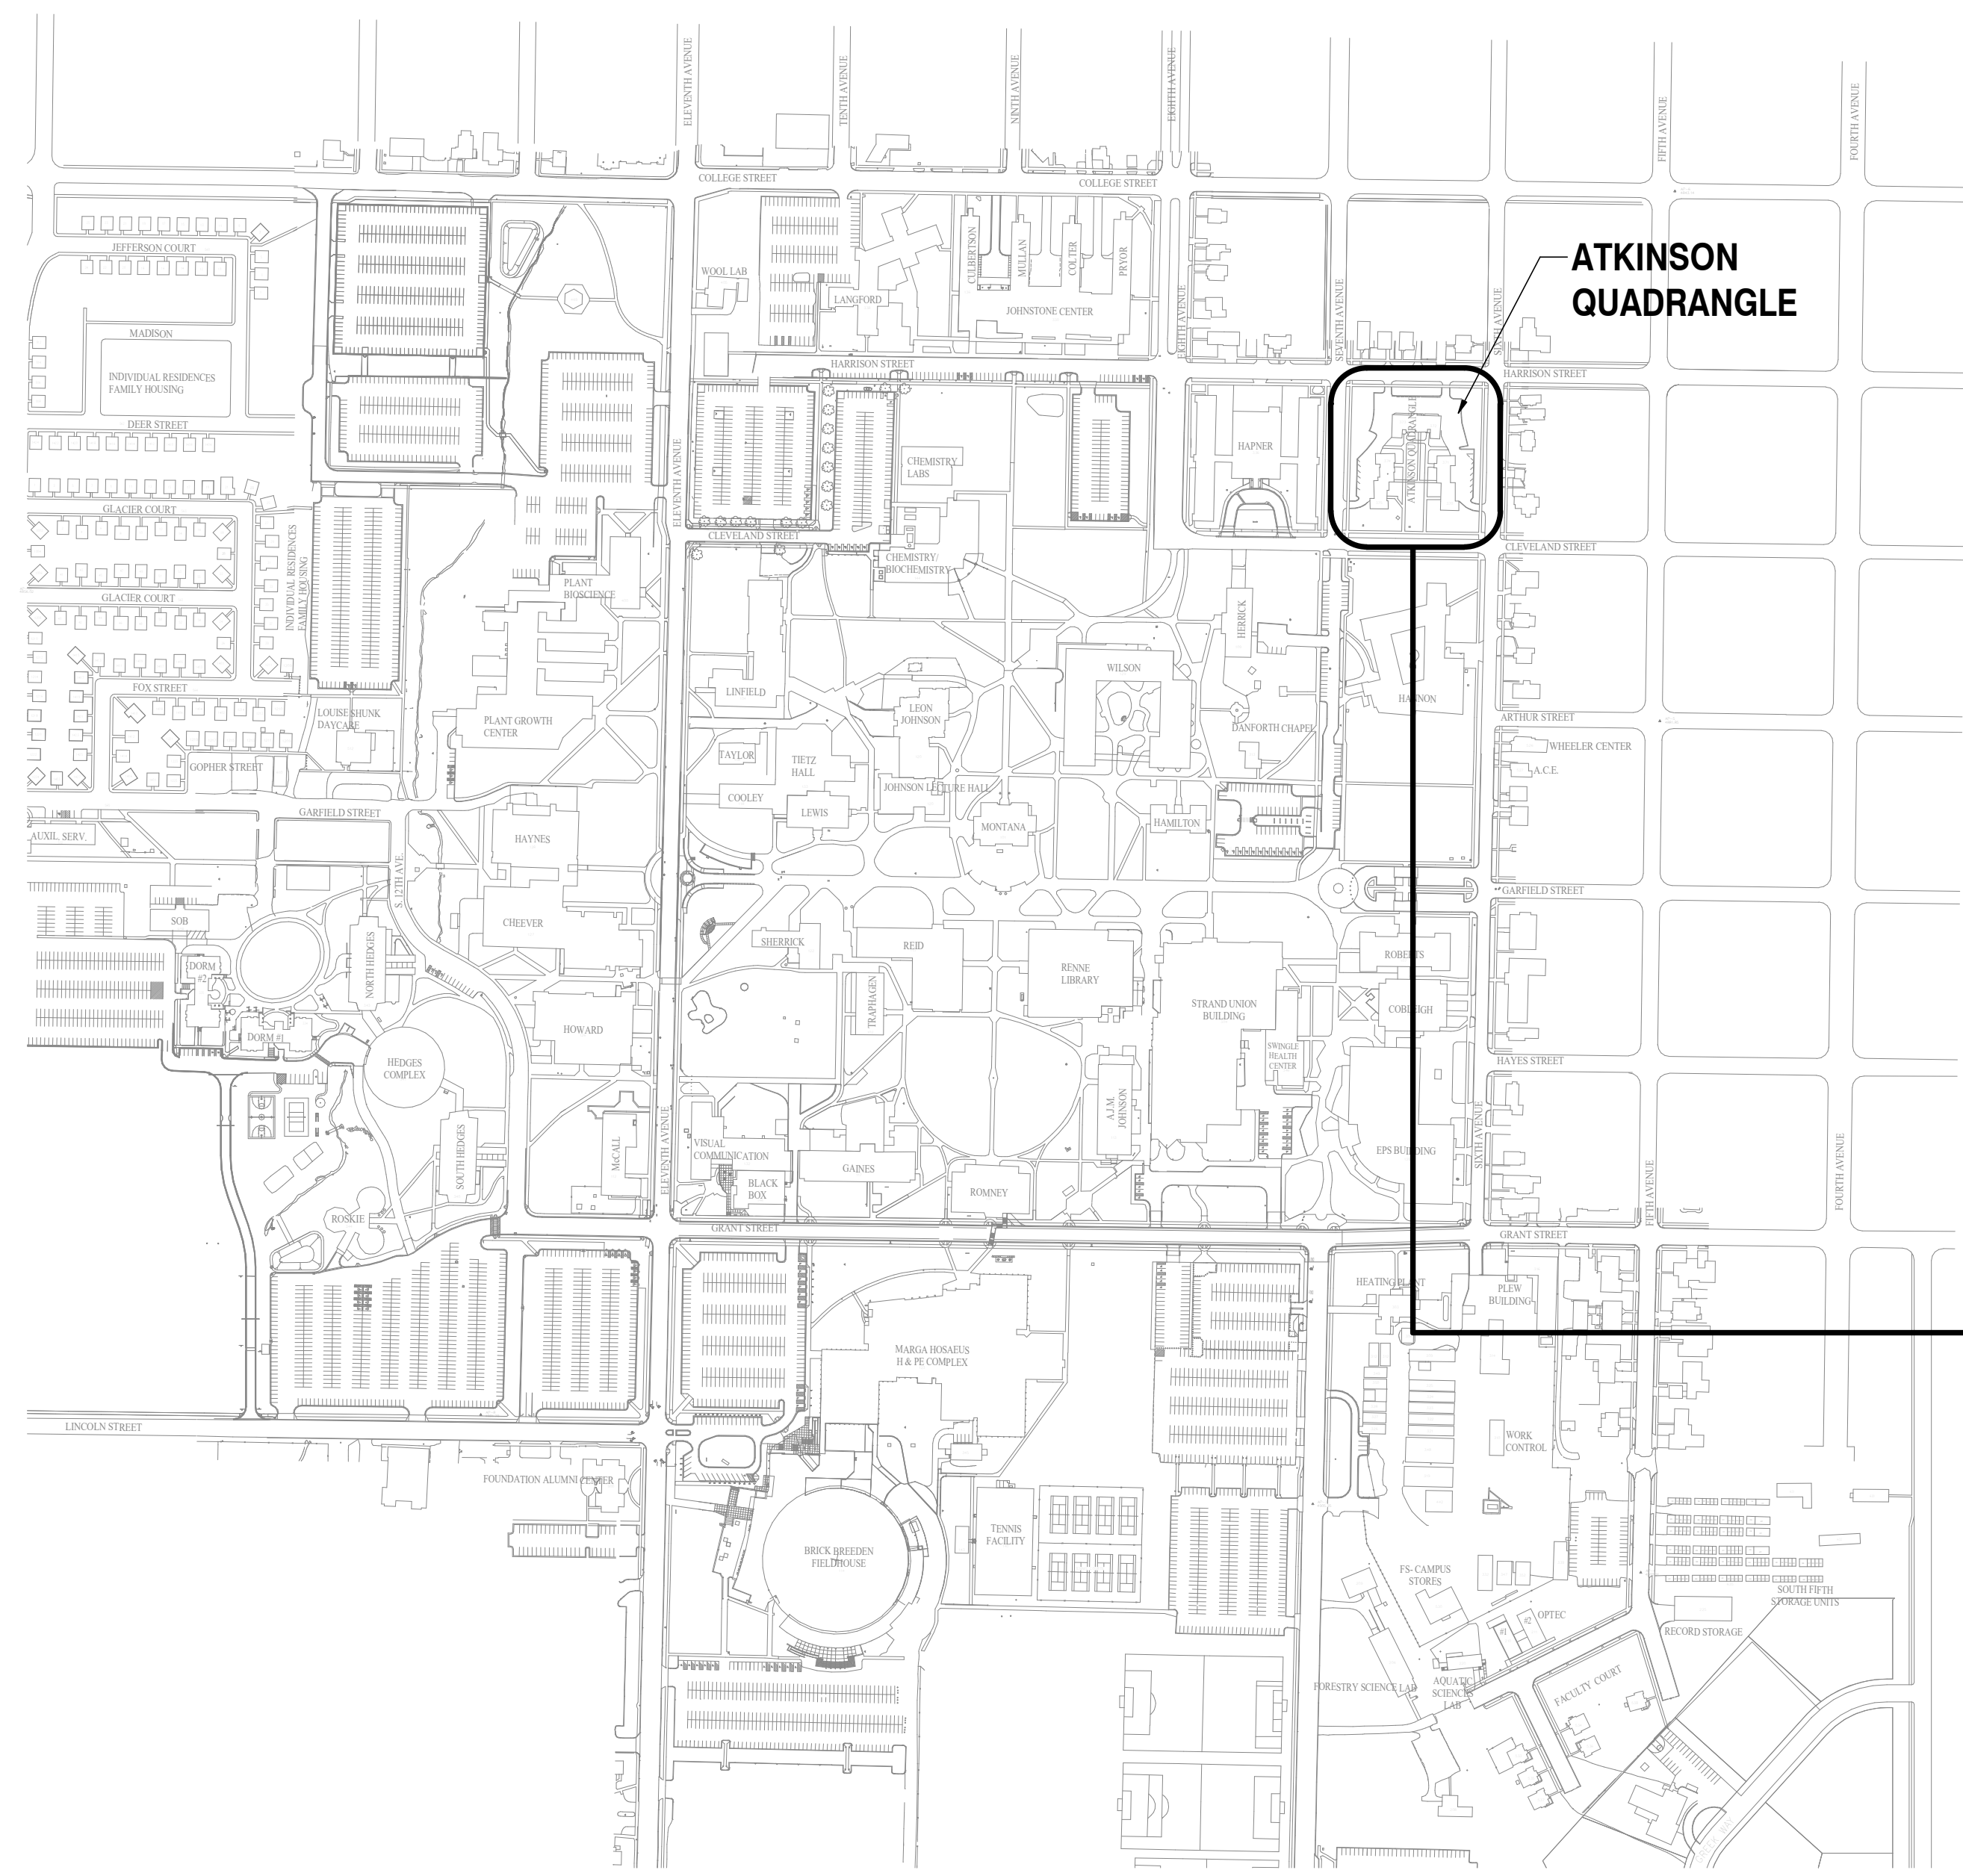 ELEVENTH AVENUE
TENTH AVENUE
NINTH AVENUE
EIGHTH AVENUE
FIFTH AVENUE
FOURTH AVENUE
COLLEGE STREET
COLLEGE STREET
JEFFERSON COURT
MADISON
INDIVIDUAL RESIDENCES
FAMILY HOUSING
DEER STREET
GLACIER COURT
GLACIER COURT
INDIVIDUAL RESIDENCES
FAMILY HOUSING
FOX STREET
GOPHER STREET
LOUISE SHUNK
DAYCARE
WOOL LAB
LANGFORD
CULBERTSON
MULLAN
COLTER
PRYOR
JOHNSTONE CENTER
EIGHTH AVENUE
SEVENTH AVENUE
SIXTH AVENUE
ATKINSON
QUADRANGLE
HARRISON STREET
HARRISON STREET
ELEVENTH AVENUE
CHEMISTRY
LABS
HAPNER
ATKINSON QUADRANGLE
CLEVELAND STREET
CLEVELAND STREET
CHEMISTRY/
BIOCHEMISTRY
PLANT
BIOSCIENCE
HERRICK
WILSON
LINFIELD
LEON
JOHNSON
HANNON
PLANT GROWTH
CENTER
DANFORTH CHAPEL
ARTHUR STREET
WHEELER CENTER
A.C.E.
TAYLOR
TIETZ
HALL
COOLEY
LEWIS
JOHNSON LECTURE HALL
MONTANA
HAMILTON
GARFIELD STREET
AUXIL. SERV.
HAYNES
S. 12TH AVE.
GARFIELD STREET
SOB
CHEEVER
SHERRICK
REID
RENNE
LIBRARY
ROBERTS
DORM
#2
NORTH HEDGES
TRAPHAGEN
STRAND UNION
BUILDING
COBLEIGH
DORM #1
HOWARD
SWINGLE
HEALTH
CENTER
HEDGES
COMPLEX
HAYES STREET
A.J.M.
JOHNSON
ELEVENTH AVENUE
McCALL
SOUTH HEDGES
VISUAL
COMMUNICATION
BLACK
BOX
GAINES
ROMNEY
EPS BUILDING
SIXTH AVENUE
FIFTH AVENUE
FOURTH AVENUE
ROSKIE
GRANT STREET
GRANT STREET
HEATING PLANT
PLEW
BUILDING
MARGA HOSAEUS
H & PE COMPLEX
LINCOLN STREET
WORK
CONTROL
FOUNDATION ALUMNI CENTER
TENNIS
FACILITY
BRICK BREEDEN
FIELDHOUSE
FS- CAMPUS
STORES
SOUTH FIFTH
STORAGE UNITS
OPTEC
#1
#2
RECORD STORAGE
FORESTRY SCIENCE LAB
AQUATIC
SCIENCES
LAB
FACULTY COURT